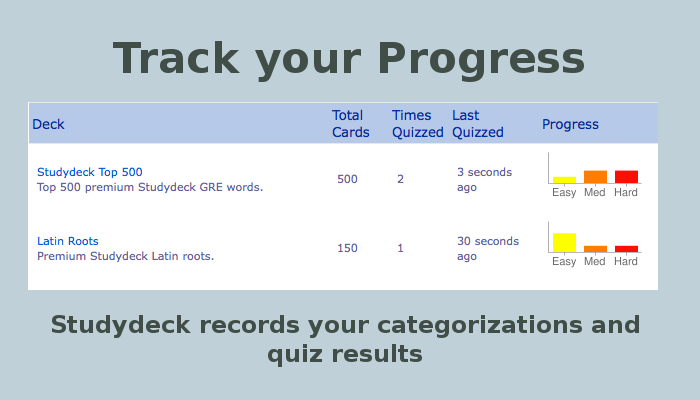 Track your Progress
Deck Total Cards Times Quizzed Last Quizzed Progress
Studydeck Top 500
Top 500 premium Studydeck GRE words.
500 2 3 seconds ago
Easy Med Hard
Latin Roots
Premium Studydeck Latin roots.
150 1 30 seconds ago
Easy Med Hard
Studydeck records your categorizations and
quiz results